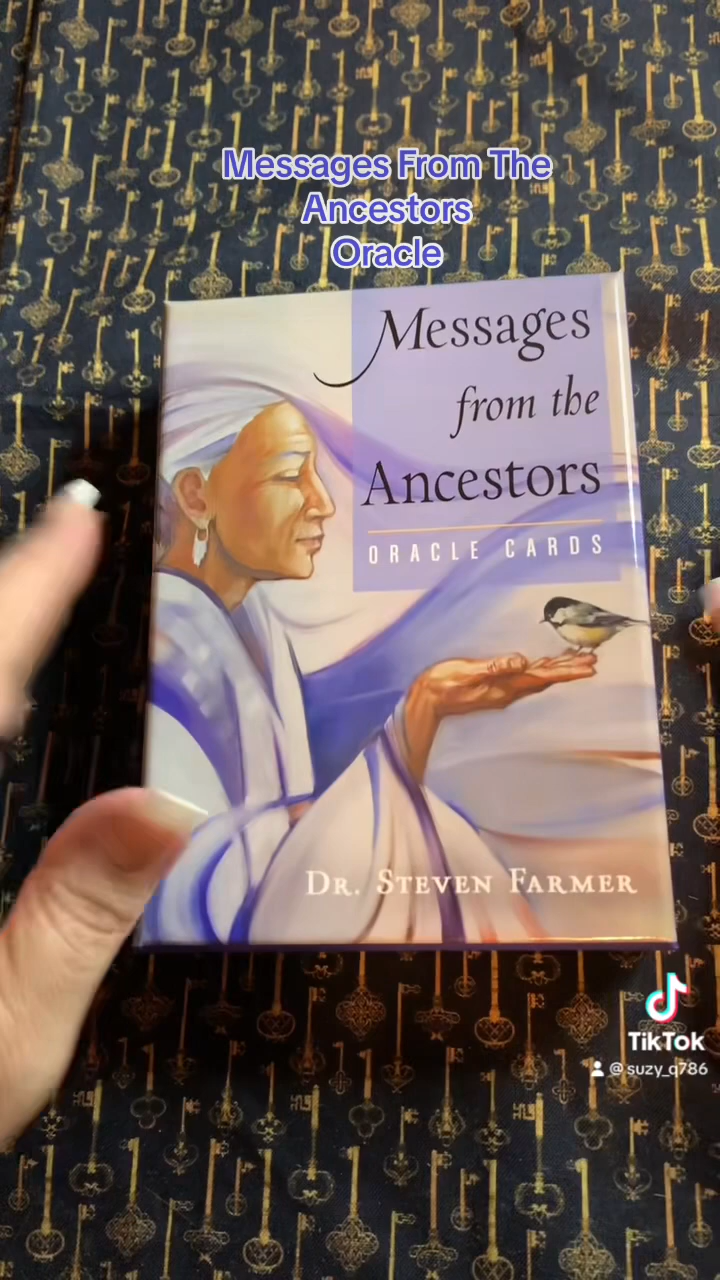 Messages From The
Ancestors
Oracle
Messages
from the
Ancestors
ORACLE CARDS
DR. STEVEN FARMER
TikTok
@suzy_q786